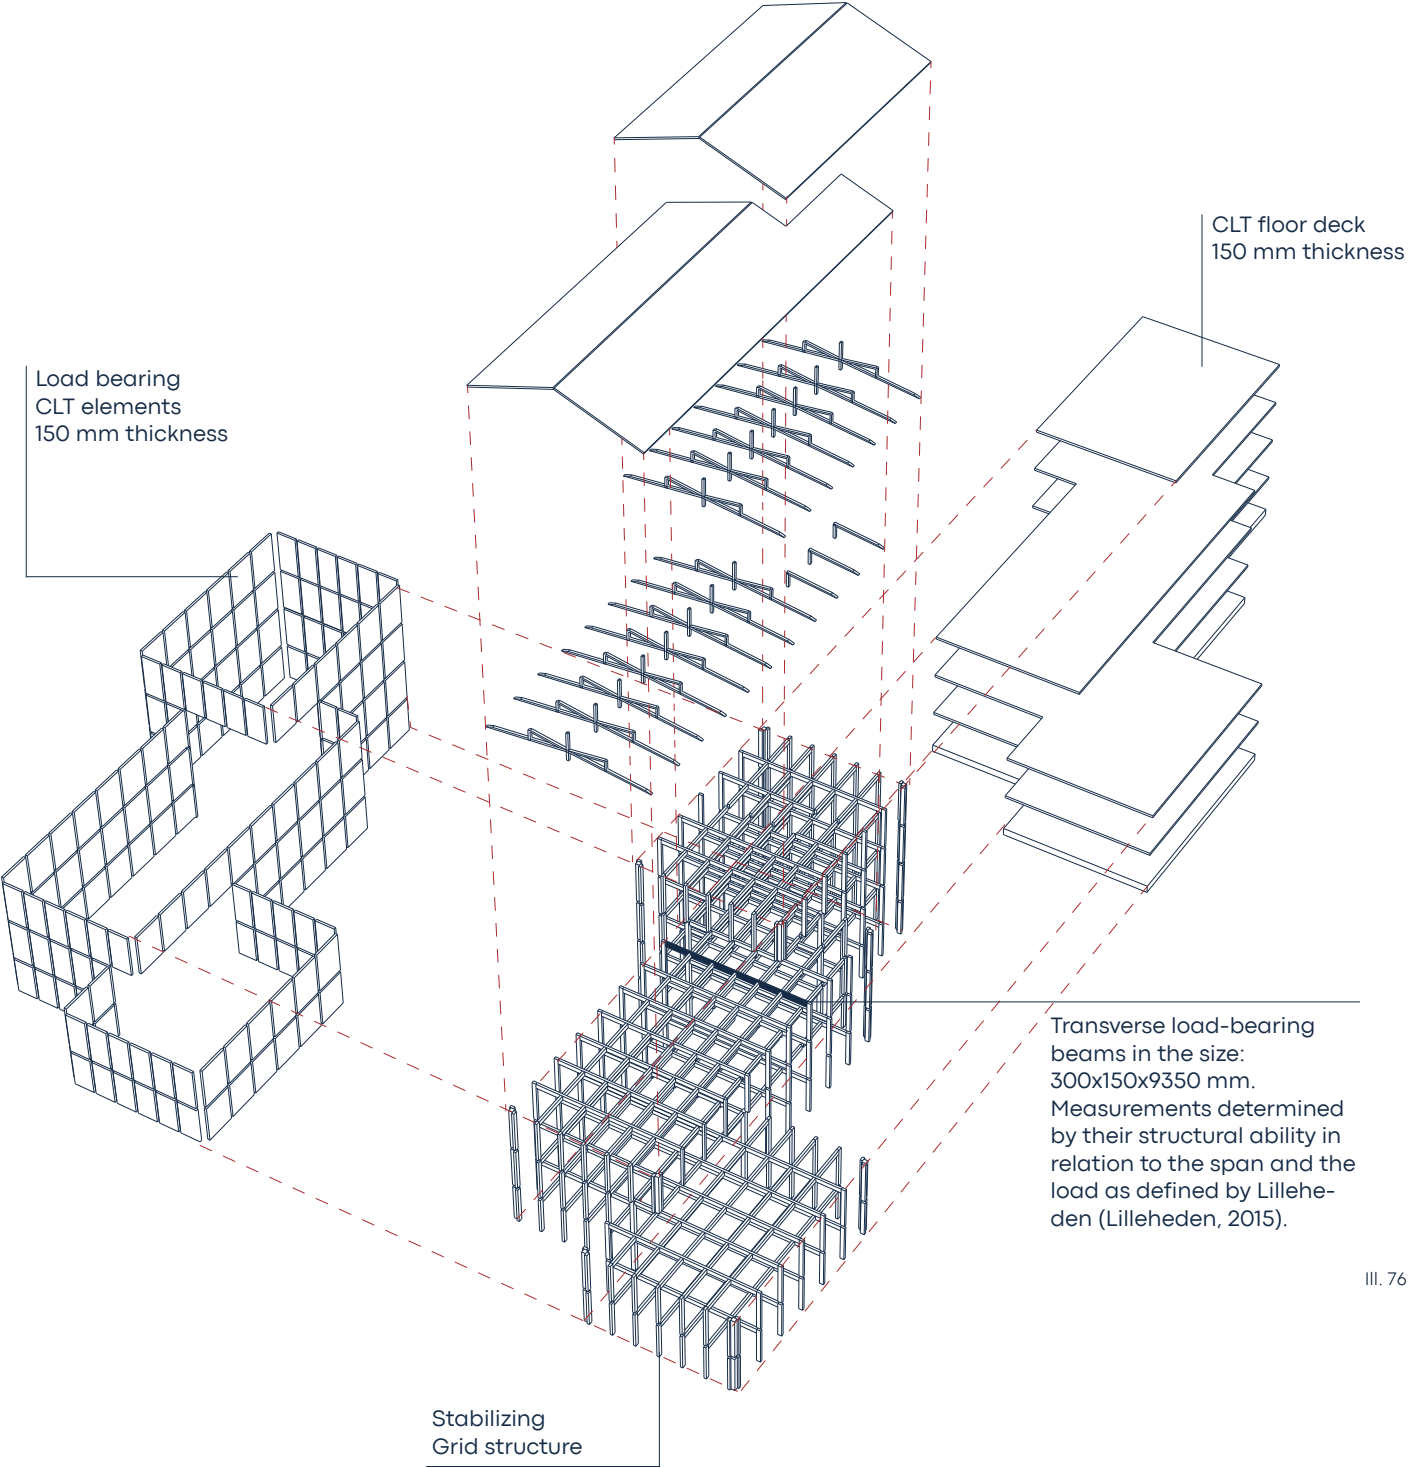 CLT floor deck
150 mm thickness
Load bearing
CLT elements
150 mm thickness
Transverse load-bearing
beams in the size:
300x150x9350 mm.
Measurements determined
by their structural ability in
relation to the span and the
load as defined by Lillehe-
den (Lilleheden, 2015).
Ill. 76
Stabilizing
Grid structure